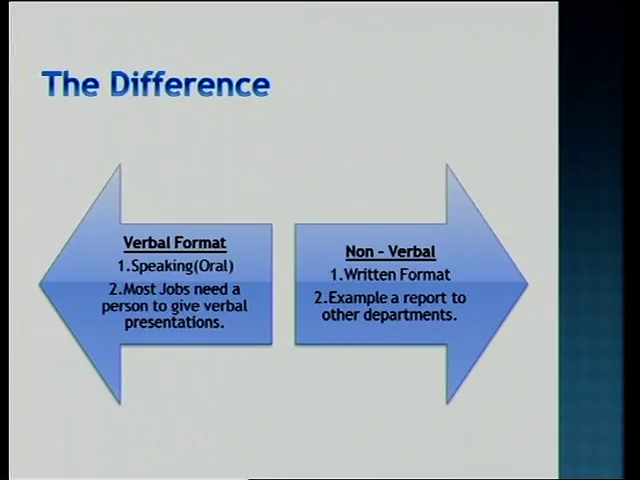 The Difference
Verbal Format
1.Speaking(Oral)
2.Most Jobs need a
person to give verbal
presentations.
Non – Verbal
1.Written Format
2.Example a report to
other departments.